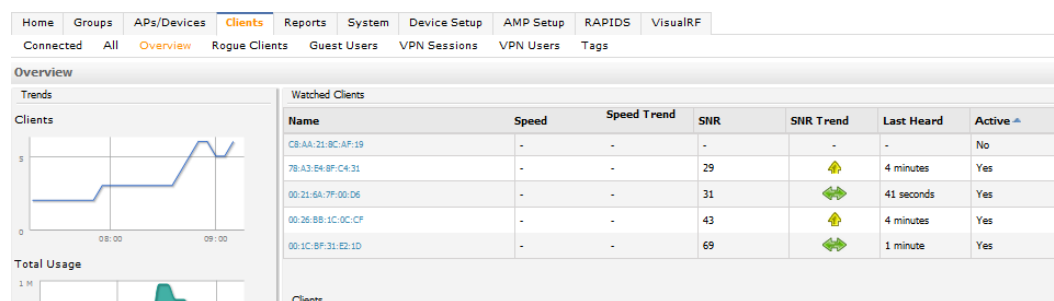 Home Groups APs/Devices Clients Reports System Device Setup AMP Setup RAPIDS VisualRF
Connected All Overview Rogue Clients Guest Users VPN Sessions VPN Users Tags
Overview
Trends
Clients
5
0
08:00 09:00
Total Usage
1 M
Watched Clients
Name Speed Speed Trend SNR SNR Trend Last Heard Active
C8:AA:21:8C:AF:19 - - - - - No
78:A3:E4:8F:C4:31 - - 29 4 minutes Yes
00:21:6A:7F:00:D6 - - 31 41 seconds Yes
00:26:BB:1C:0C:CF - - 43 4 minutes Yes
00:1C:BF:31:E2:1D - - 69 1 minute Yes
Clients